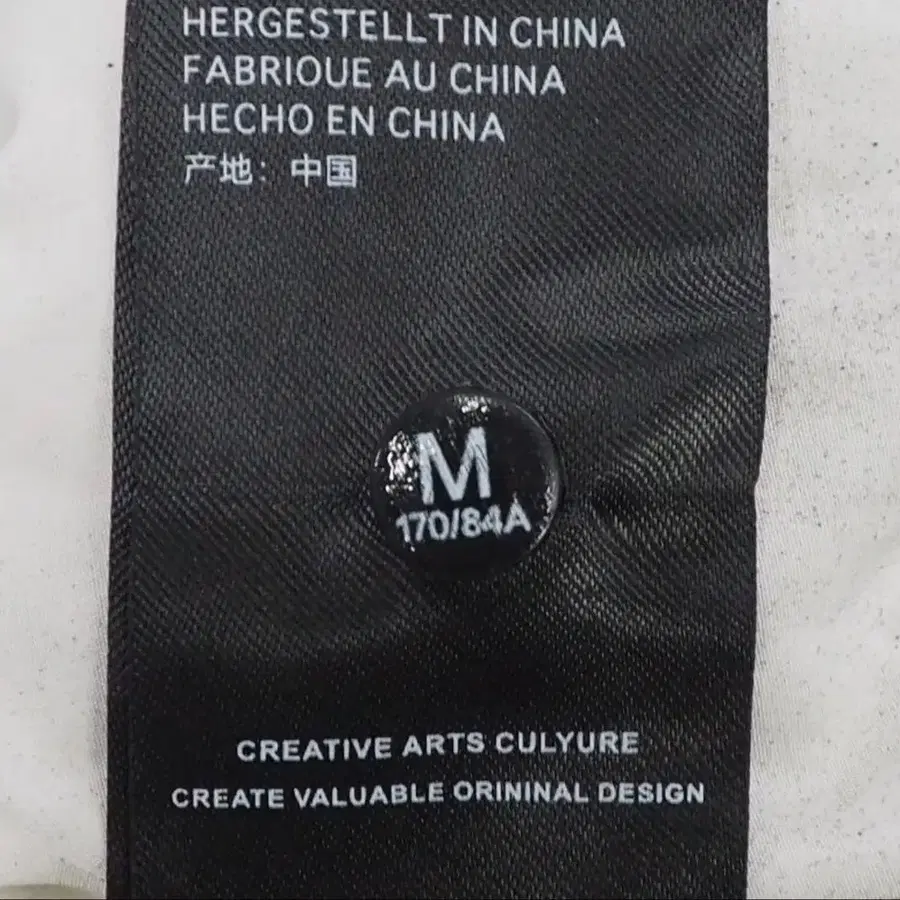 HERGESTELLT IN CHINA
FABRIOUE AU CHINA
HECHO EN CHINA
产地：中国
M
170/84A
CREATIVE ARTS CULYURE
CREATE VALUABLE ORININAL DESIGN